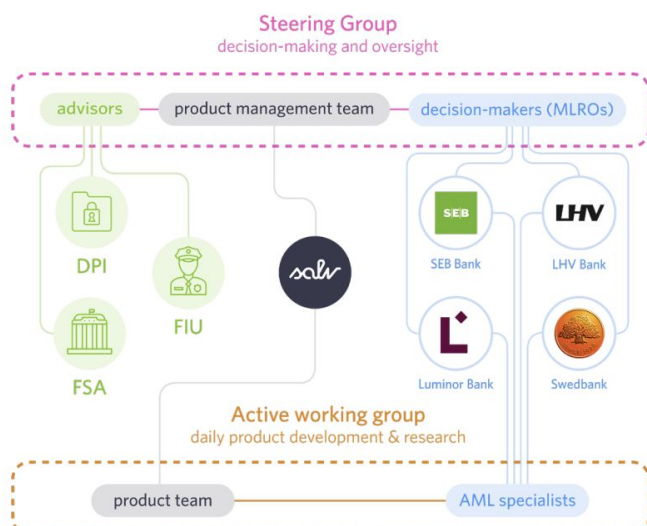 Steering Group
decision-making and oversight
advisors
product management team
decision-makers (MLROs)
DPI
FIU
FSA
salv
SEB
SEB Bank
LHV
LHV Bank
L
Luminor Bank
Swedbank
Active working group
daily product development & research
product team
AML specialists